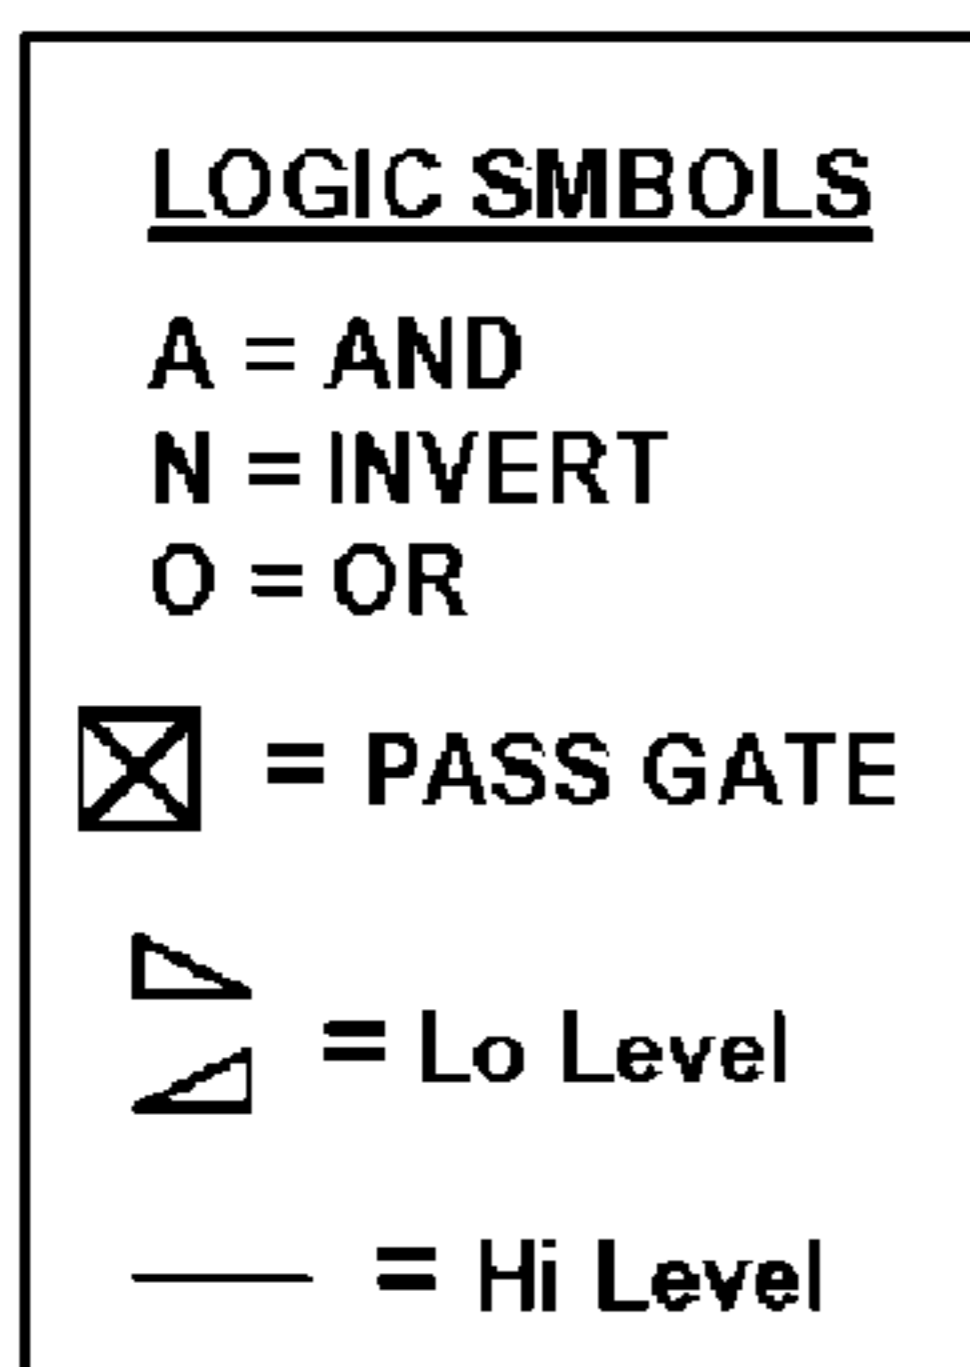 LOGIC SMBOLS
A = AND
N = INVERT
O = OR
= PASS GATE
= Lo Level
= Hi Level